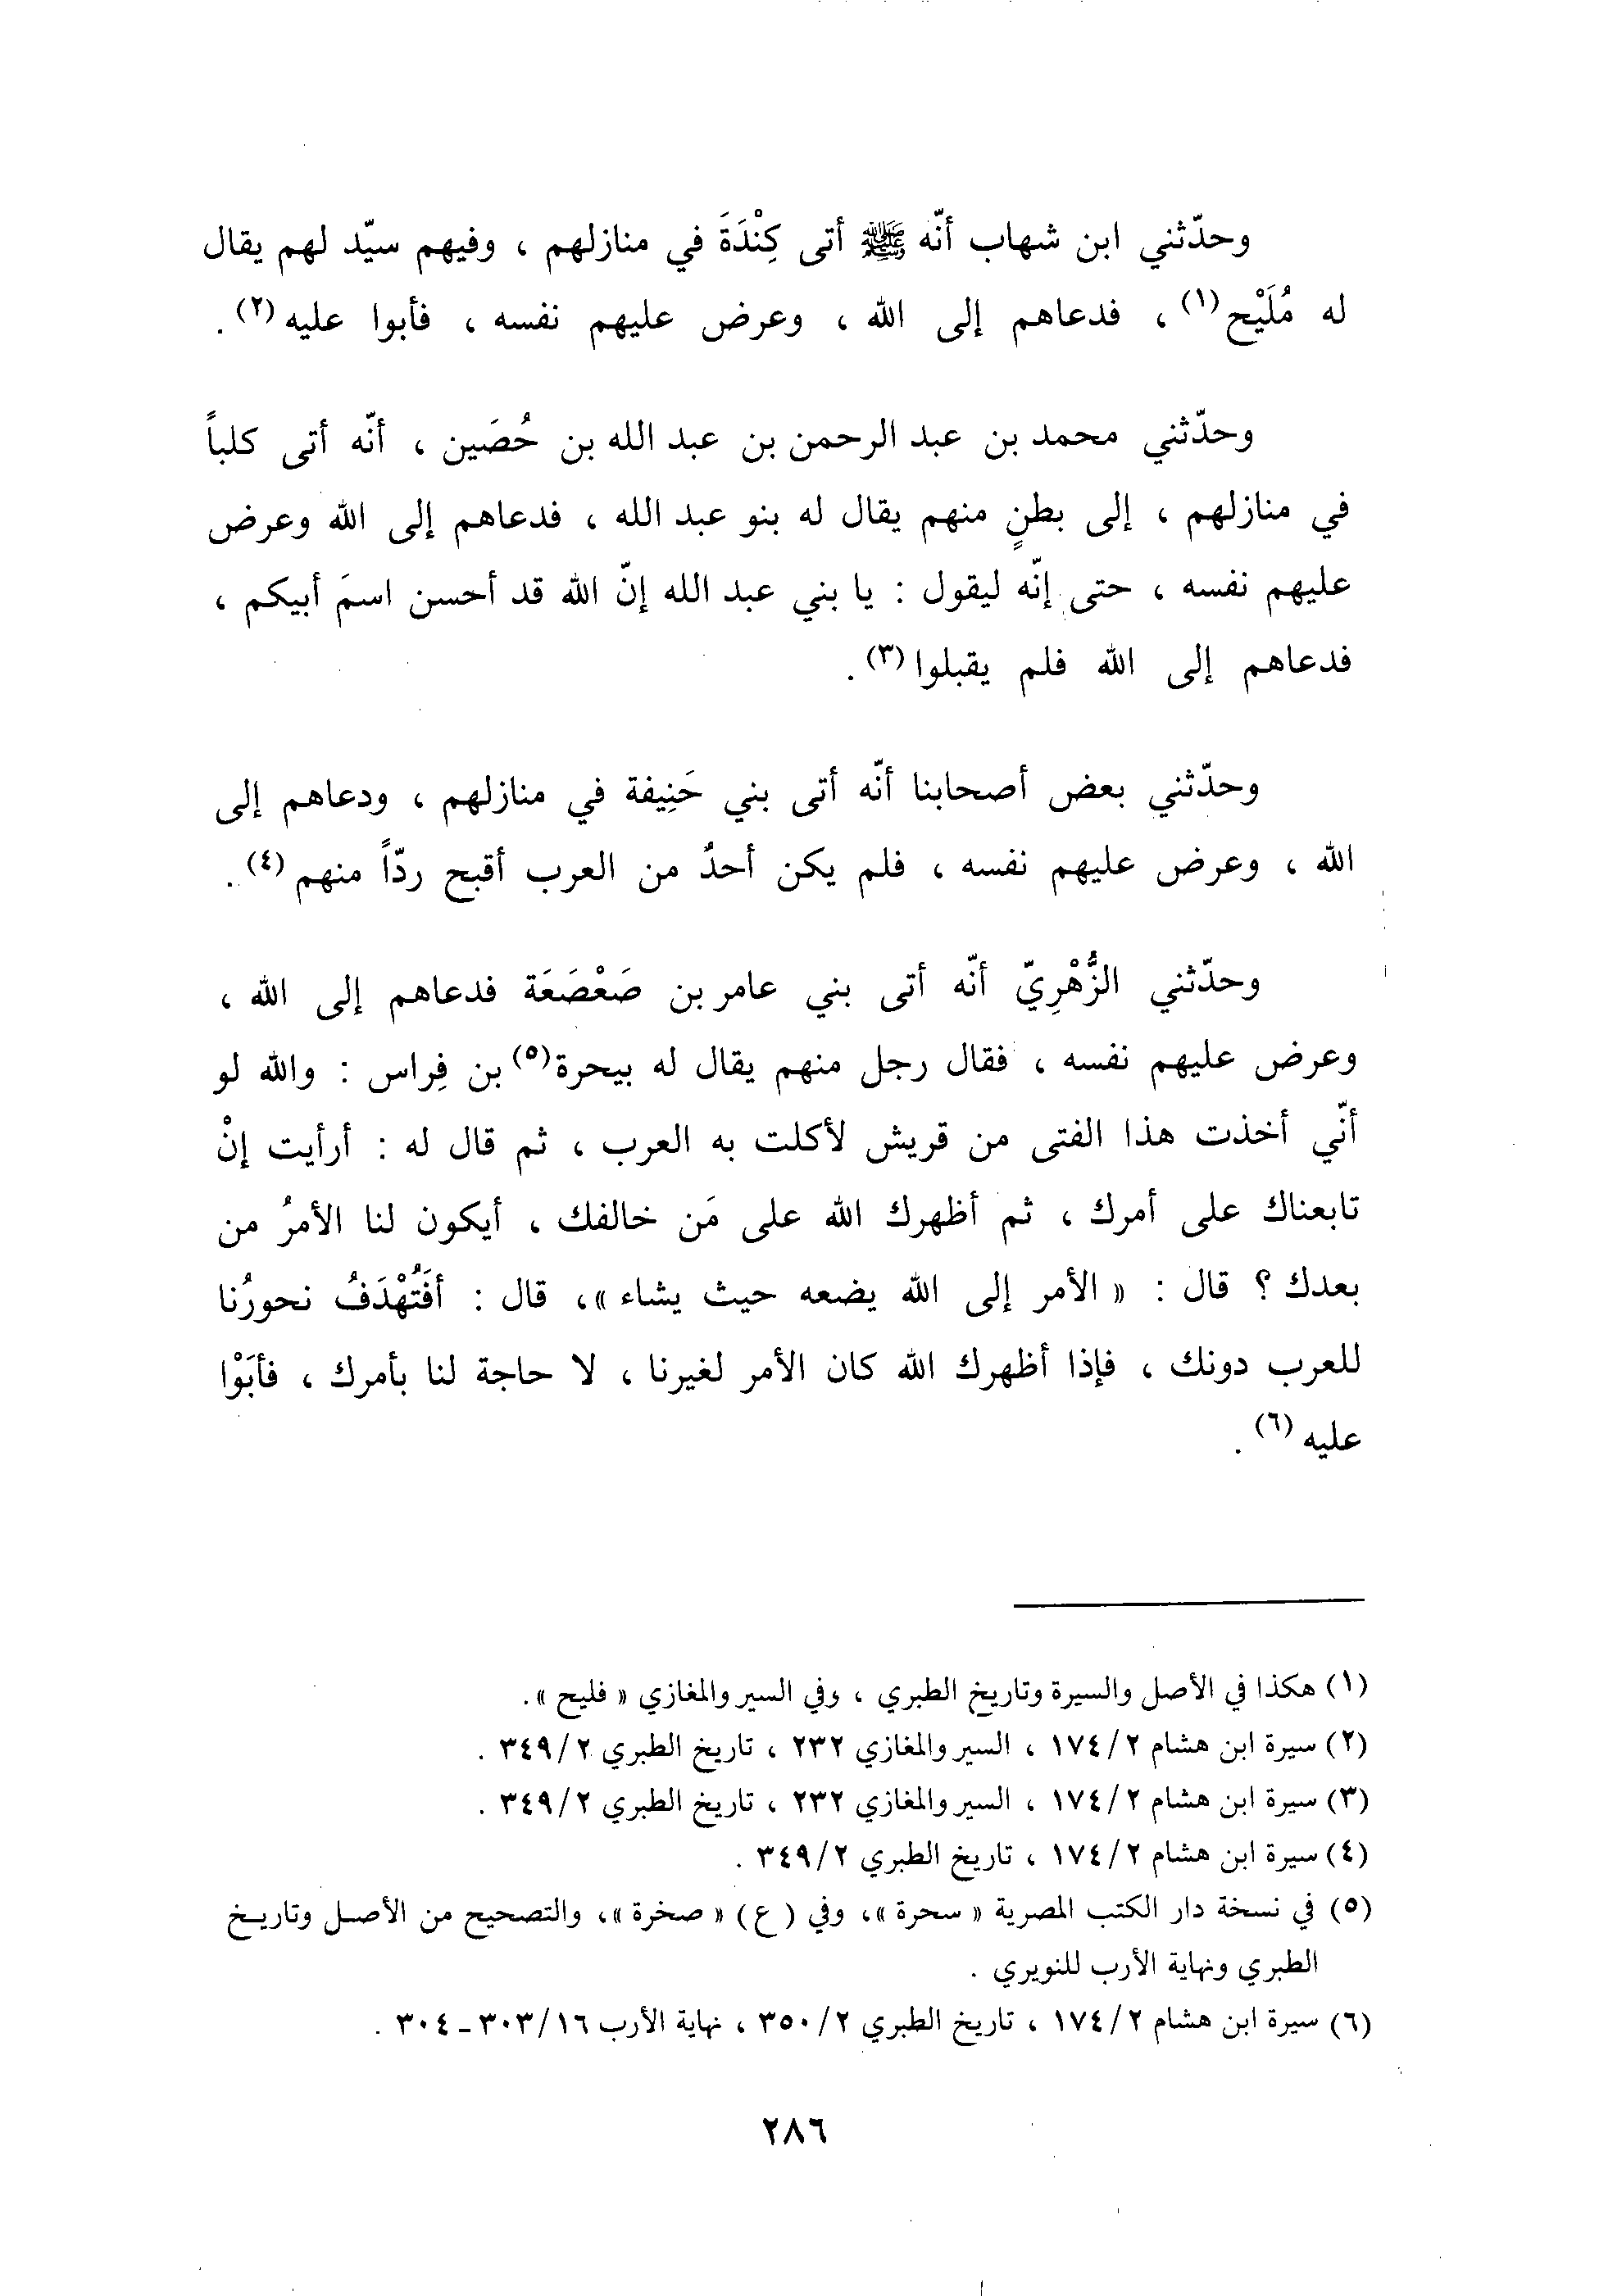 وحدّثني ابن شهاب أنّه ﷺ أتى كِنْدَةَ في منازلهم ، وفيهم سيّد لهم يقال
له مُلَيْح(١) ، فدعاهم إلى الله ، وعرض عليهم نفسه ، فأبوا عليه(٢) .
وحدّثني محمد بن عبد الرحمن بن عبد الله بن حُصَين ، أنّه أتى كلباً
في منازلهم ، إلى بطنٍ منهم يقال له بنو عبد الله ، فدعاهم إلى الله وعرض
عليهم نفسه ، حتى إنّه ليقول : يا بني عبد الله إنّ الله قد أحسن اسمَ أبيكم ،
فدعاهم إلى الله فلم يقبلوا(٣) .
وحدّثني بعض أصحابنا أنّه أتى بني حَنِيفة في منازلهم ، ودعاهم إلى
الله ، وعرض عليهم نفسه ، فلم يكن أحدٌ من العرب أقبح ردّاً منهم (٤) .
وحدّثني الزُّهْرِيّ أنّه أتى بني عامر بن صَعْصَعَة فدعاهم إلى الله ،
وعرض عليهم نفسه ، فقال رجل منهم يقال له بيحرة(٥) بن فِراس : والله لو
أنّي أخذت هذا الفتى من قريش لأكلت به العرب ، ثم قال له : أرأيت إنْ
تابعناك على أمرك ، ثم أظهرك الله على مَن خالفك ، أيكون لنا الأمرُ من
بعدك ؟ قال : « الأمر إلى الله يضعه حيث يشاء »، قال : أفَتُهْدَفُ نحورُنا
للعرب دونك ، فإذا أظهرك الله كان الأمر لغيرنا ، لا حاجة لنا بأمرك ، فأبَوْا
عليه (٦) .
(١) هكذا في الأصل والسيرة وتاريخ الطبري ، وفي السير والمغازي « فليح ».
(٢) سيرة ابن هشام ١٧٤/٢ ، السير والمغازي ٢٣٢ ، تاريخ الطبري ٣٤٩/٢ .
(٣) سيرة ابن هشام ١٧٤/٢ ، السير والمغازي ٢٣٢ ، تاريخ الطبري ٣٤٩/٢ .
(٤) سيرة ابن هشام ١٧٤/٢ ، تاريخ الطبري ٣٤٩/٢ .
(٥) في نسخة دار الكتب المصرية « سحرة »، وفي (ع) « صخرة »، والتصحيح من الأصل وتاريخ
الطبري ونهاية الأرب للنويري .
(٦) سيرة ابن هشام ١٧٤/٢ ، تاريخ الطبري ٣٥٠/٢ ، نهاية الأرب ٣٠٣/١٦ ـ ٣٠٤ .
٢٨٦